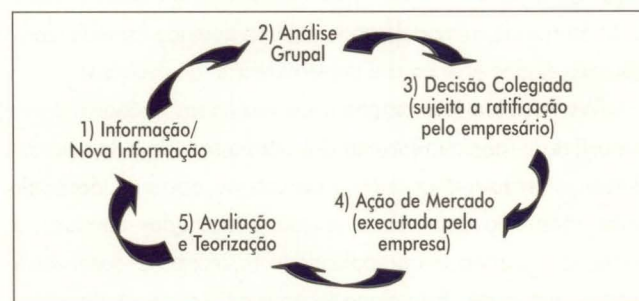 2) Análise
Grupal
3) Decisão Colegiada
(sujeita a ratificação
pelo empresário)
4) Ação de Mercado
(executada pela
empresa)
5) Avaliação
e Teorização
1) Informação/
Nova Informação